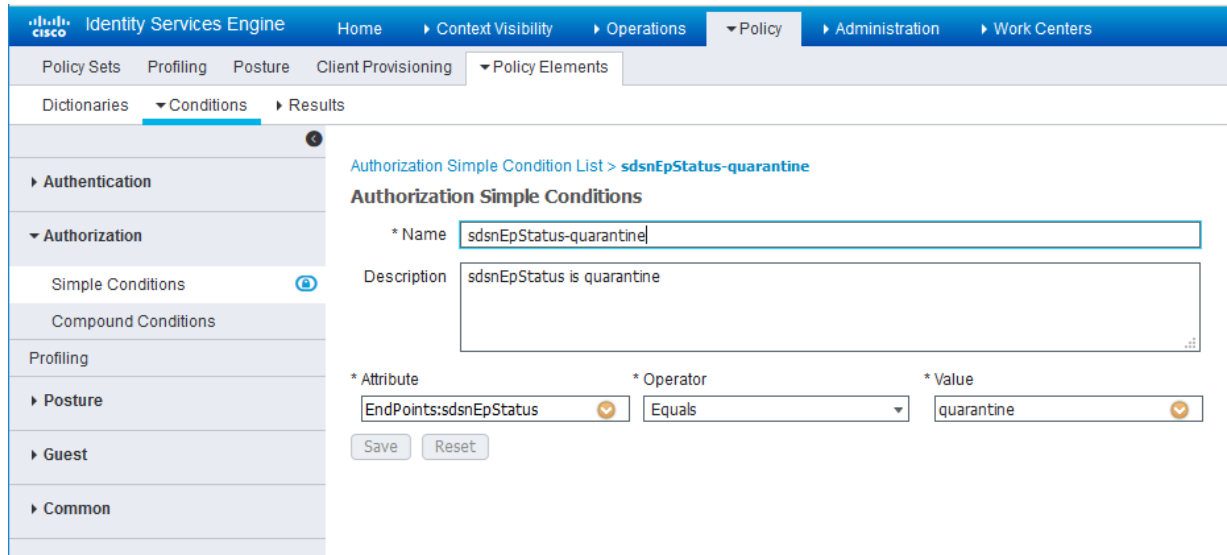 cisco Identity Services Engine Home Context Visibility Operations Policy Administration Work Centers
Policy Sets Profiling Posture Client Provisioning Policy Elements
Dictionaries Conditions Results
Authentication
Authorization
Simple Conditions
Compound Conditions
Profiling
Posture
Guest
Common
Authorization Simple Condition List > sdsnEpStatus-quarantine
Authorization Simple Conditions
* Name sdsnEpStatus-quarantine
Description sdsnEpStatus is quarantine
* Attribute * Operator * Value
EndPoints:sdsnEpStatus Equals quarantine
Save Reset